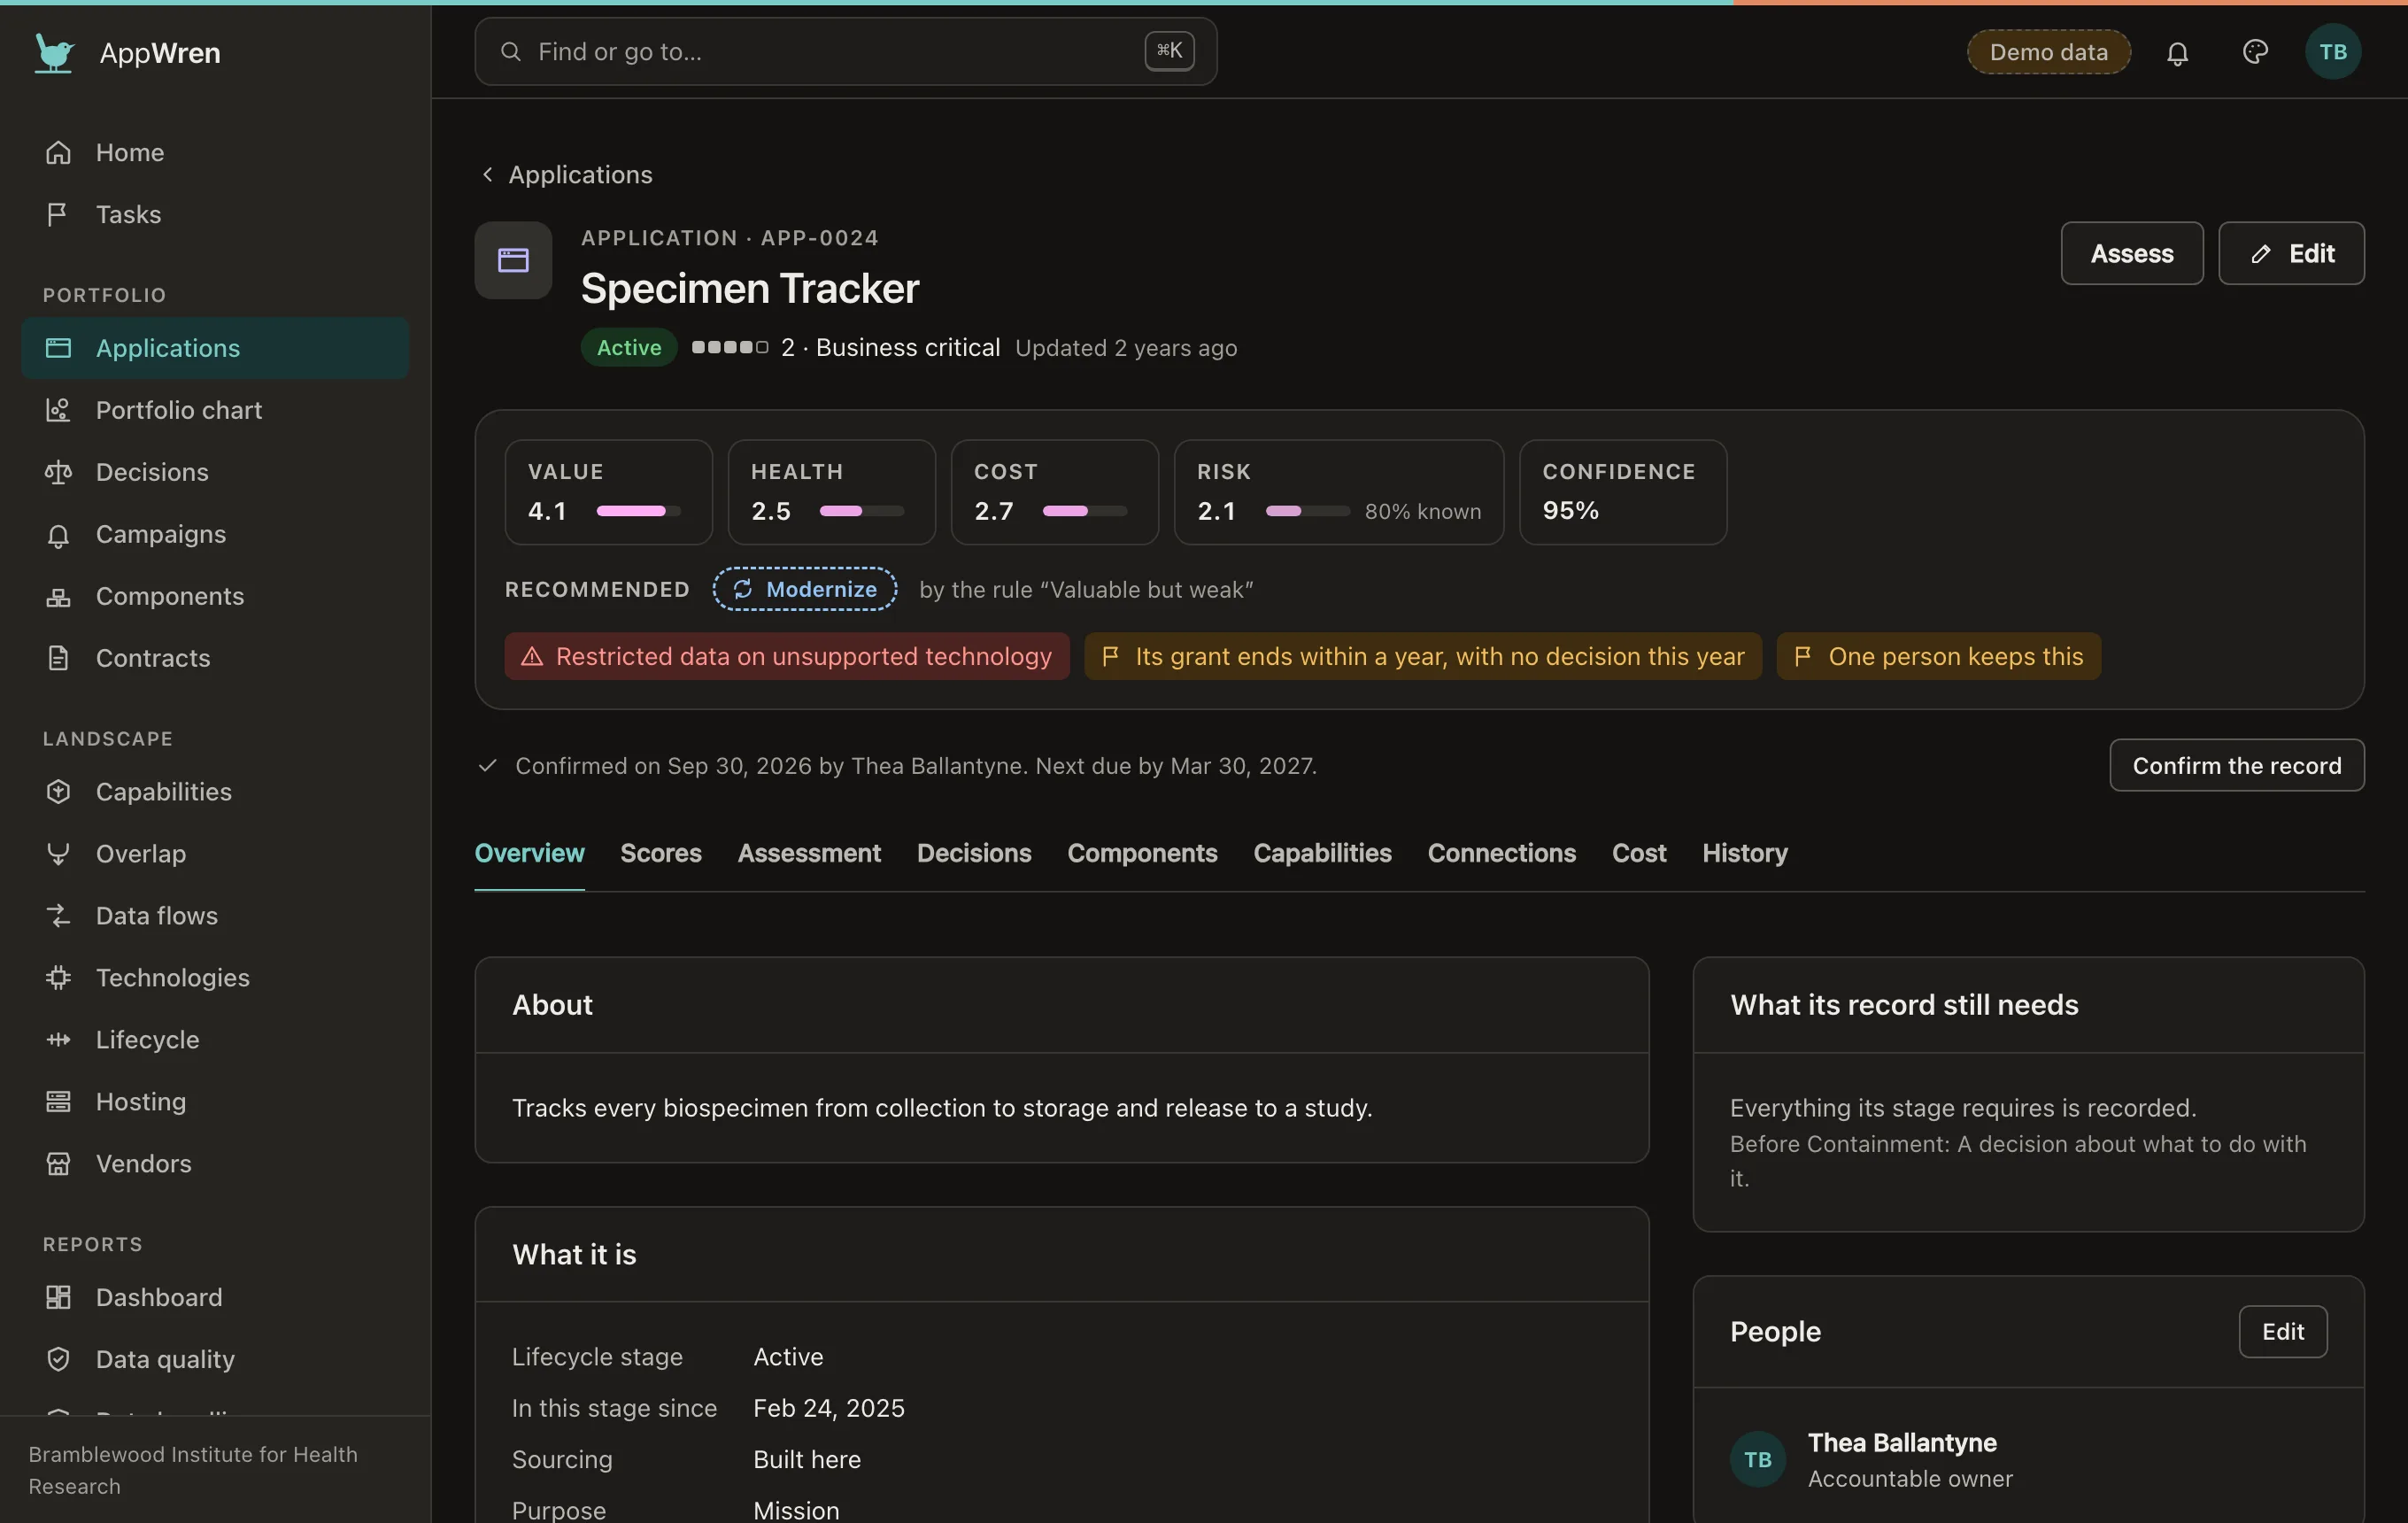 AppWren
Find or go to...
⌘K
Demo data
TB
Home
Tasks
PORTFOLIO
Applications
Portfolio chart
Decisions
Campaigns
Components
Contracts
LANDSCAPE
Capabilities
Overlap
Data flows
Technologies
Lifecycle
Hosting
Vendors
REPORTS
Dashboard
Data quality
Bramblewood Institute for Health
Research
Applications
APPLICATION · APP-0024
Specimen Tracker
Assess
Edit
Active
2 · Business critical
Updated 2 years ago
VALUE
4.1
HEALTH
2.5
COST
2.7
RISK
2.1
80% known
CONFIDENCE
95%
RECOMMENDED
Modernize
by the rule “Valuable but weak”
Restricted data on unsupported technology
Its grant ends within a year, with no decision this year
One person keeps this
Confirmed on Sep 30, 2026 by Thea Ballantyne. Next due by Mar 30, 2027.
Confirm the record
Overview
Scores
Assessment
Decisions
Components
Capabilities
Connections
Cost
History
About
Tracks every biospecimen from collection to storage and release to a study.
What it is
Lifecycle stage Active
In this stage since Feb 24, 2025
Sourcing Built here
Purpose Mission
What its record still needs
Everything its stage requires is recorded.
Before Containment: A decision about what to do with
it.
People
Edit
TB
Thea Ballantyne
Accountable owner